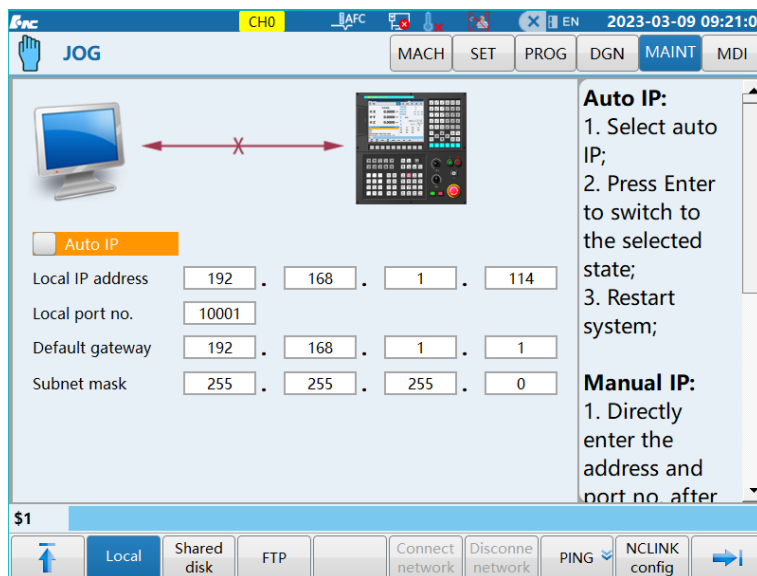 HNC
CH0
AFC
EN
2023-03-09 09:21:0
JOG
MACH
SET
PROG
DGN
MAINT
MDI
Auto IP
Local IP address 192 . 168 . 1 . 114
Local port no. 10001
Default gateway 192 . 168 . 1 . 1
Subnet mask 255 . 255 . 255 . 0
Auto IP:
1. Select auto
IP;
2. Press Enter
to switch to
the selected
state;
3. Restart
system;
Manual IP:
1. Directly
enter the
address and
port no. after
$1
Local
Shared
disk
FTP
Connect
network
Disconne
network
PING
NCLINK
config